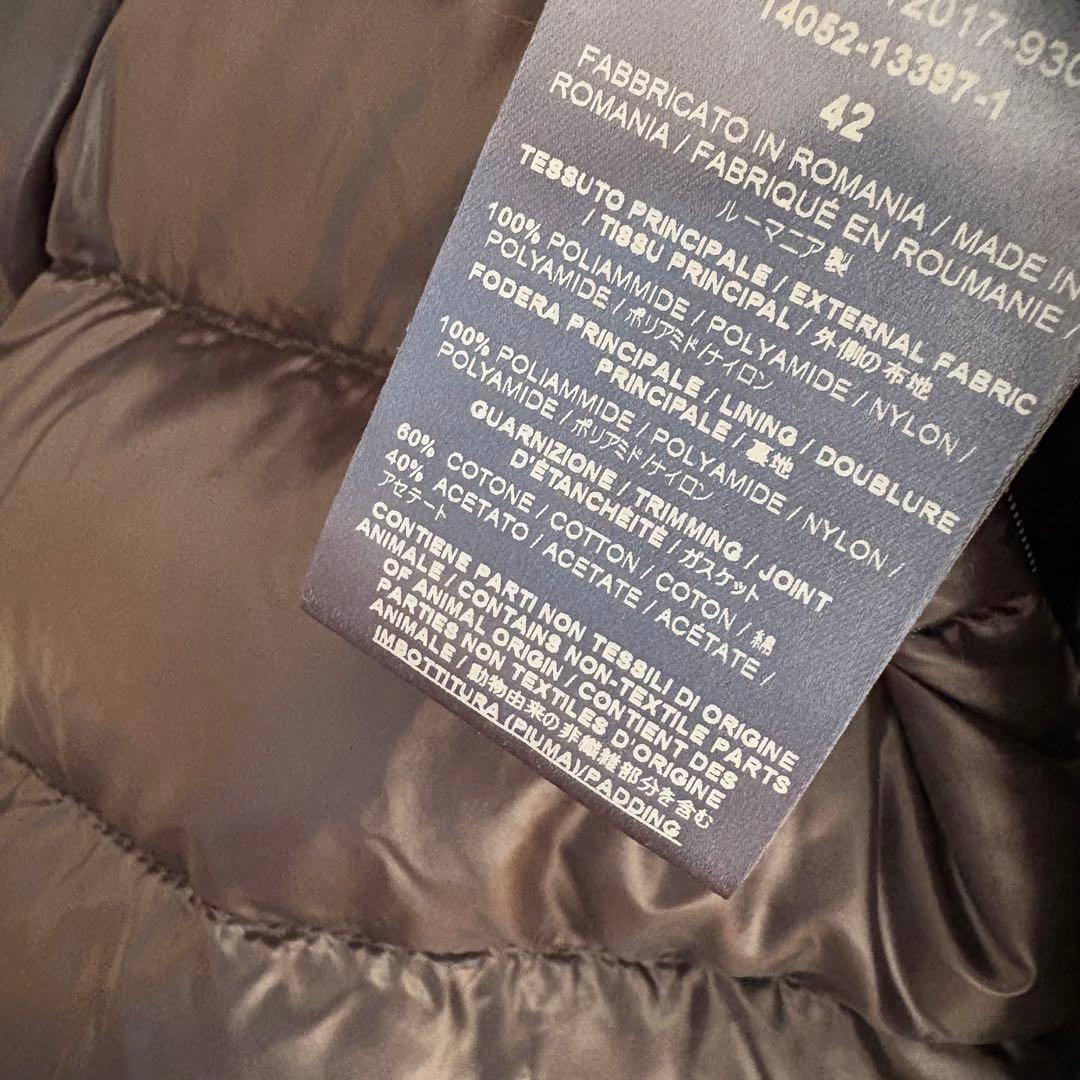 12017-930
14052-13397-1
42
FABBRICATO IN ROMANIA / MADE IN
ROMANIA / FABRIQUÉ EN ROUMANIE /
ルーマニア製
TESSUTO PRINCIPALE / EXTERNAL FABRIC
/ TISSU PRINCIPAL / 外側の布地
100% POLIAMMIDE / POLYAMIDE / NYLON /
POLYAMIDE / ポリアミド/ナイロン
FODERA PRINCIPALE / LINING / DOUBLURE
PRINCIPALE / 裏地
100% POLIAMMIDE / POLYAMIDE / NYLON /
POLYAMIDE / ポリアミド/ナイロン
GUARNIZIONE / TRIMMING / JOINT
D'ÉTANCHÉITÉ / ガスケット
60% COTONE / COTTON / COTON / 綿
40% ACETATO / ACETATE / ACÉTATE /
アセテート
CONTIENE PARTI NON TESSILI DI ORIGINE
ANIMALE / CONTAINS NON-TEXTILE PARTS
OF ANIMAL ORIGIN / CONTIENT DES
PARTIES NON TEXTILES D'ORIGINE
ANIMALE / 動物由来の非繊維部分を含む
IMBOTTITURA (PIUMA)/PADDING